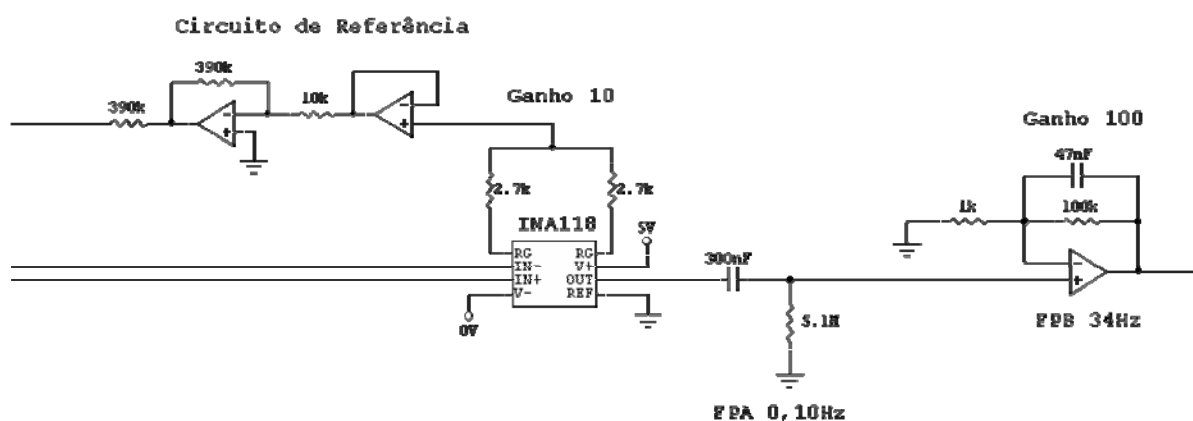 Circuito de Referência
390k
390k
10k
Ganho 10
Ganho 100
47nF
2.7k
2.7k
1k
100k
INA118
5V
RG
RG
IN-
V+
IN+
OUT
V-
REF
0V
300nF
5.1M
FPB 34Hz
FPA 0,10Hz